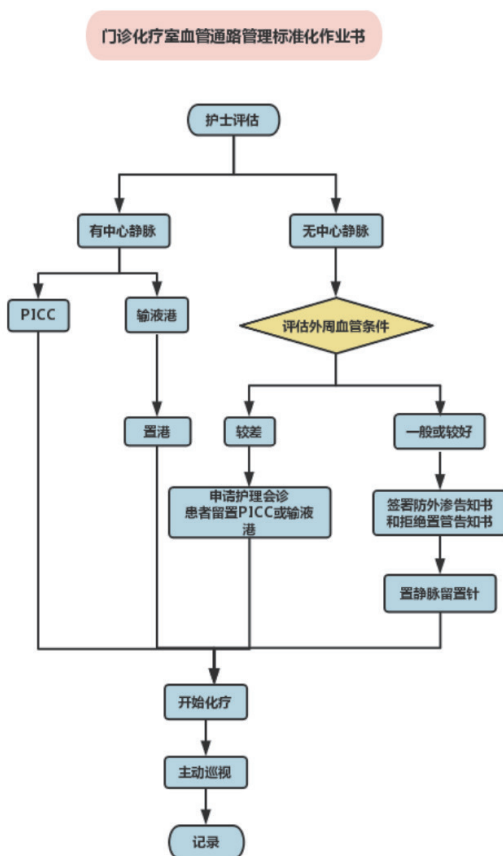 门诊化疗室血管通路管理标准化作业书
护士评估
有中心静脉
无中心静脉
PICC
输液港
评估外周血管条件
置港
较差
一般或较好
申请护理会诊
患者留置PICC或输液
港
签署防外渗告知书
和拒绝置管告知书
置静脉留置针
开始化疗
主动巡视
记录